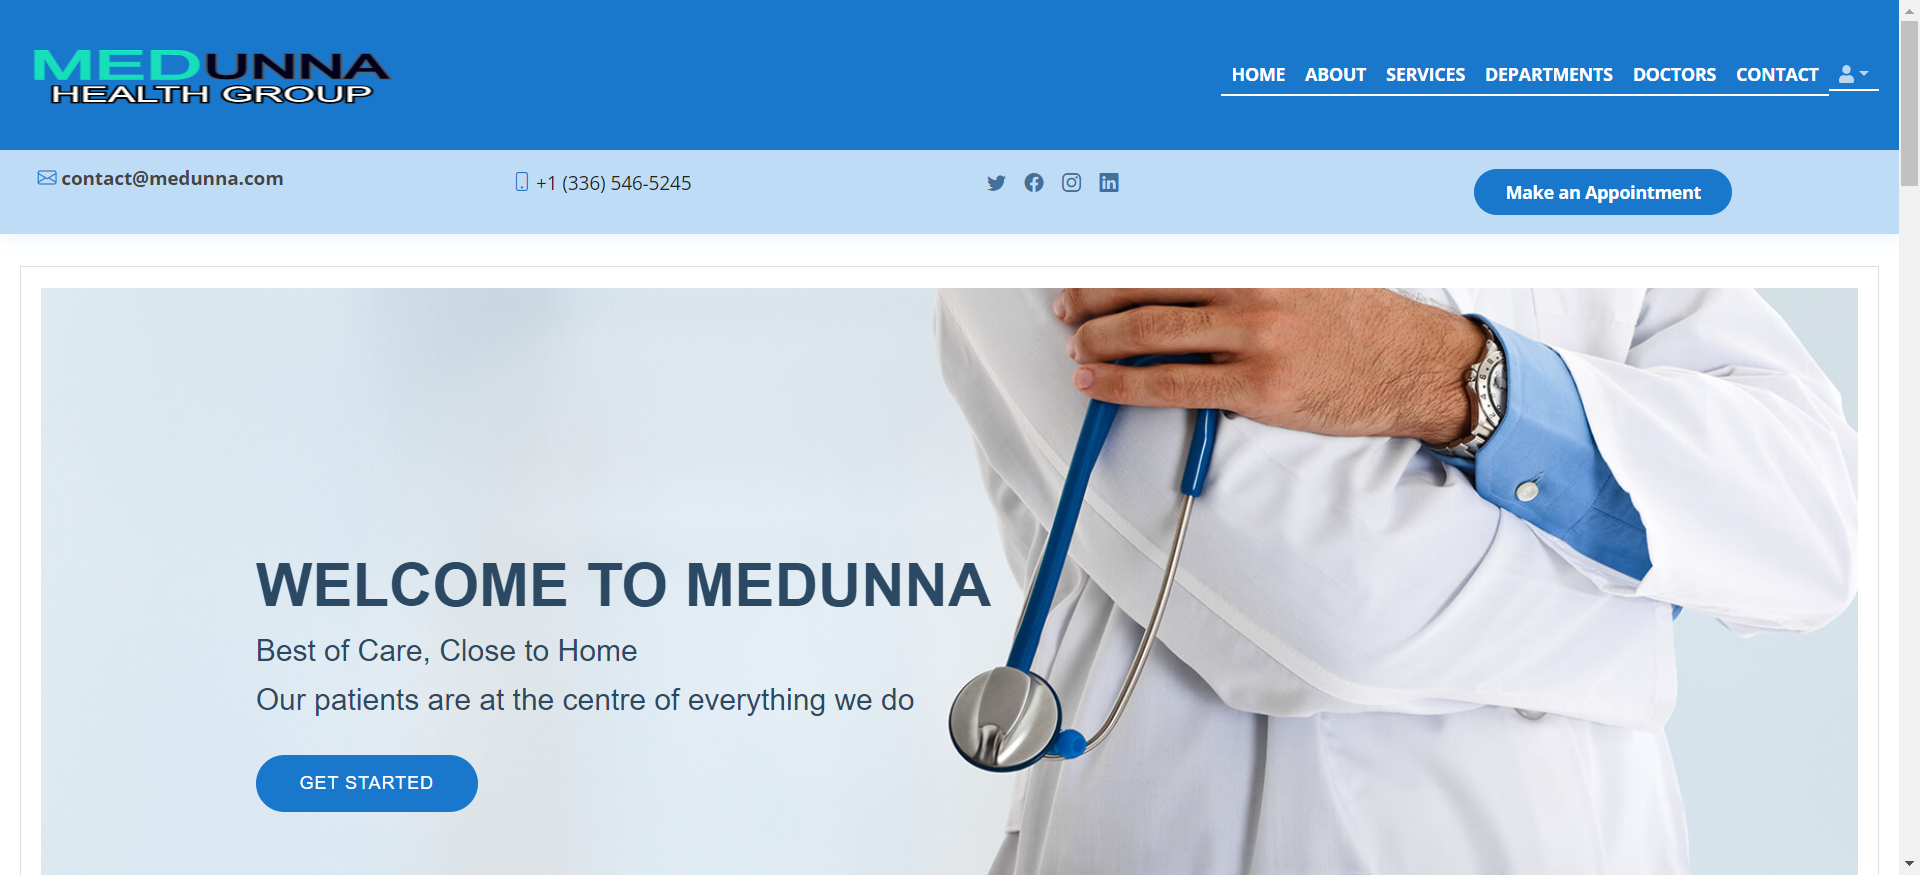 MEDUNNA
HEALTH GROUP
HOME ABOUT SERVICES DEPARTMENTS DOCTORS CONTACT
contact@medunna.com
+1 (336) 546-5245
Make an Appointment
WELCOME TO MEDUNNA
Best of Care, Close to Home
Our patients are at the centre of everything we do
GET STARTED